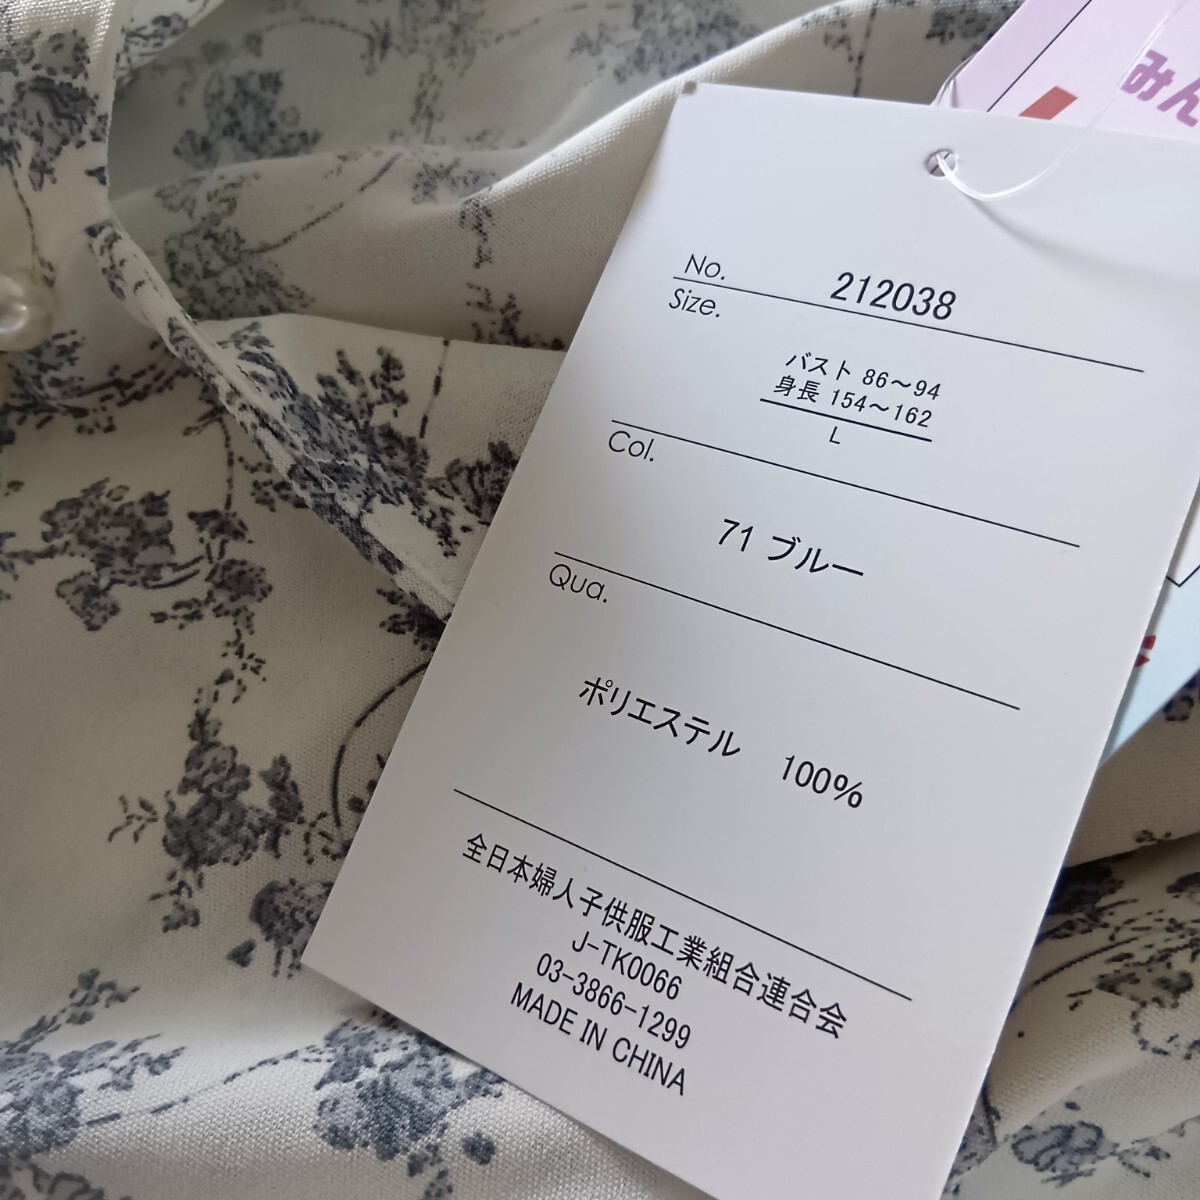 みん
No. 212038
Size.
バスト 86〜94
身長 154〜162
L
Col.
71 ブルー
Qua.
ポリエステル 100%
全日本婦人子供服工業組合連合会
J-TK0066
03-3866-1299
MADE IN CHINA